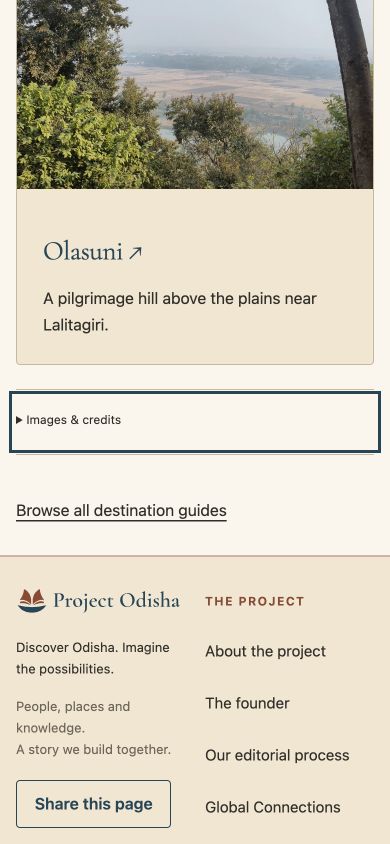 Olasuni ↗
A pilgrimage hill above the plains near
Lalitagiri.
▶ Images & credits
Browse all destination guides
Project Odisha
Discover Odisha. Imagine
the possibilities.
People, places and
knowledge.
A story we build together.
Share this page
THE PROJECT
About the project
The founder
Our editorial process
Global Connections